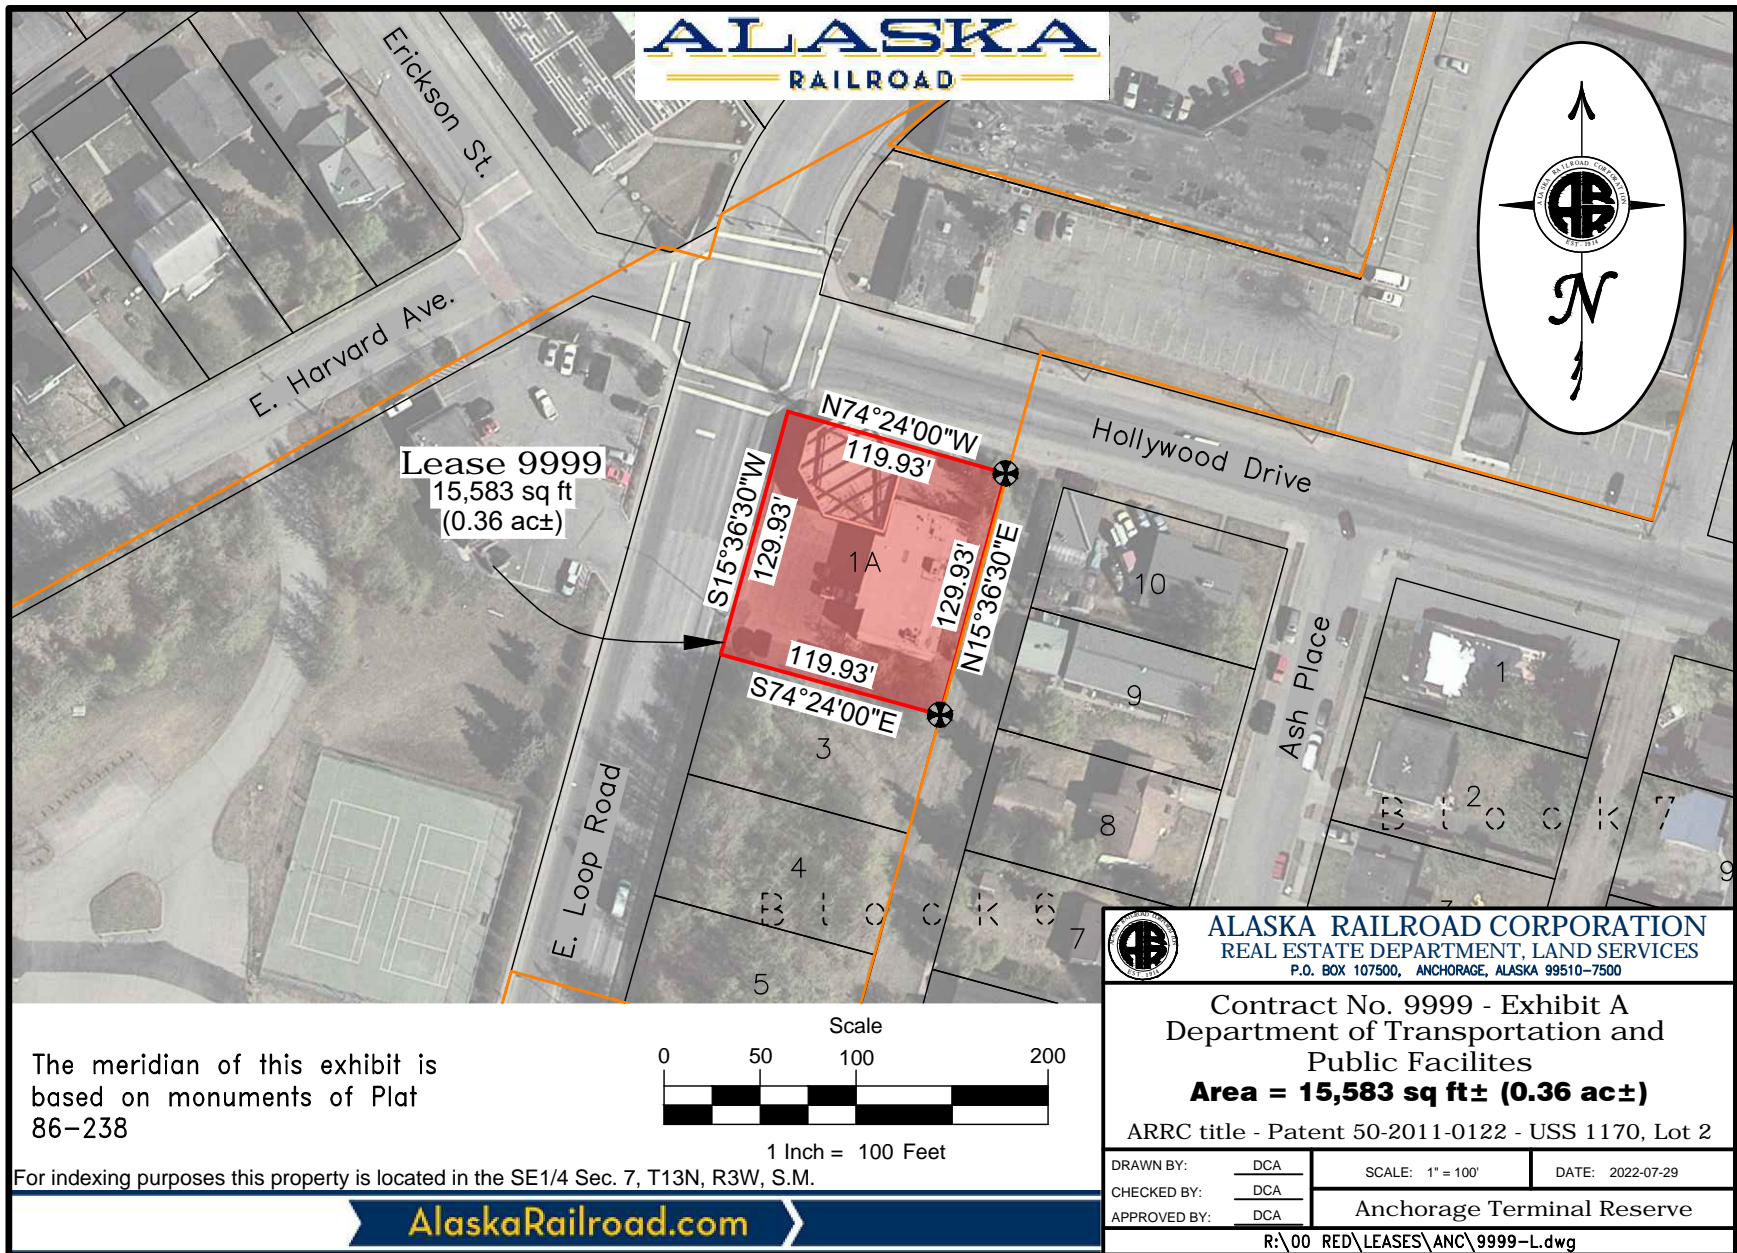 ALASKA
RAILROAD
Erickson St.
E. Harvard Ave.
Lease 9999
15,583 sq ft
(0.36 ac±)
N74°24'00"W
119.93'
S15°36'30"W
129.93'
1A
129.93'
N15°36'30"E
119.93'
S74°24'00"E
Hollywood Drive
Ash Place
E. Loop Road
10
9
8
7
3
4
5
Block 6
1
2
Block 7
9
ALASKA RAILROAD CORPORATION
EST. 1914
N
Scale
0 50 100 200
1 Inch = 100 Feet
The meridian of this exhibit is
based on monuments of Plat
86-238
For indexing purposes this property is located in the SE1/4 Sec. 7, T13N, R3W, S.M.
AlaskaRailroad.com
ALASKA RAILROAD CORPORATION
REAL ESTATE DEPARTMENT, LAND SERVICES
P.O. BOX 107500, ANCHORAGE, ALASKA 99510-7500
Contract No. 9999 - Exhibit A
Department of Transportation and
Public Facilites
Area = 15,583 sq ft± (0.36 ac±)
ARRC title - Patent 50-2011-0122 - USS 1170, Lot 2
DRAWN BY: DCA
CHECKED BY: DCA
APPROVED BY: DCA
SCALE: 1" = 100'
DATE: 2022-07-29
Anchorage Terminal Reserve
R:\00 RED\LEASES\ANC\9999-L.dwg